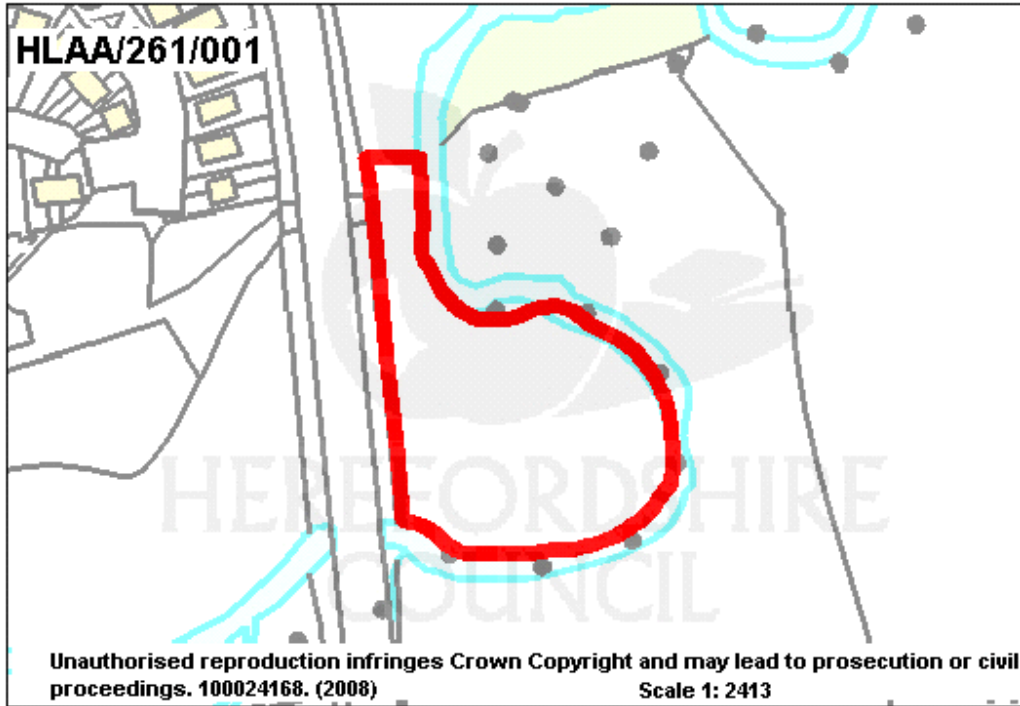 HLAA/261/001
HEREFORDSHIRE
COUNCIL
Unauthorised reproduction infringes Crown Copyright and may lead to prosecution or civil
proceedings. 100024168. (2008) Scale 1: 2413